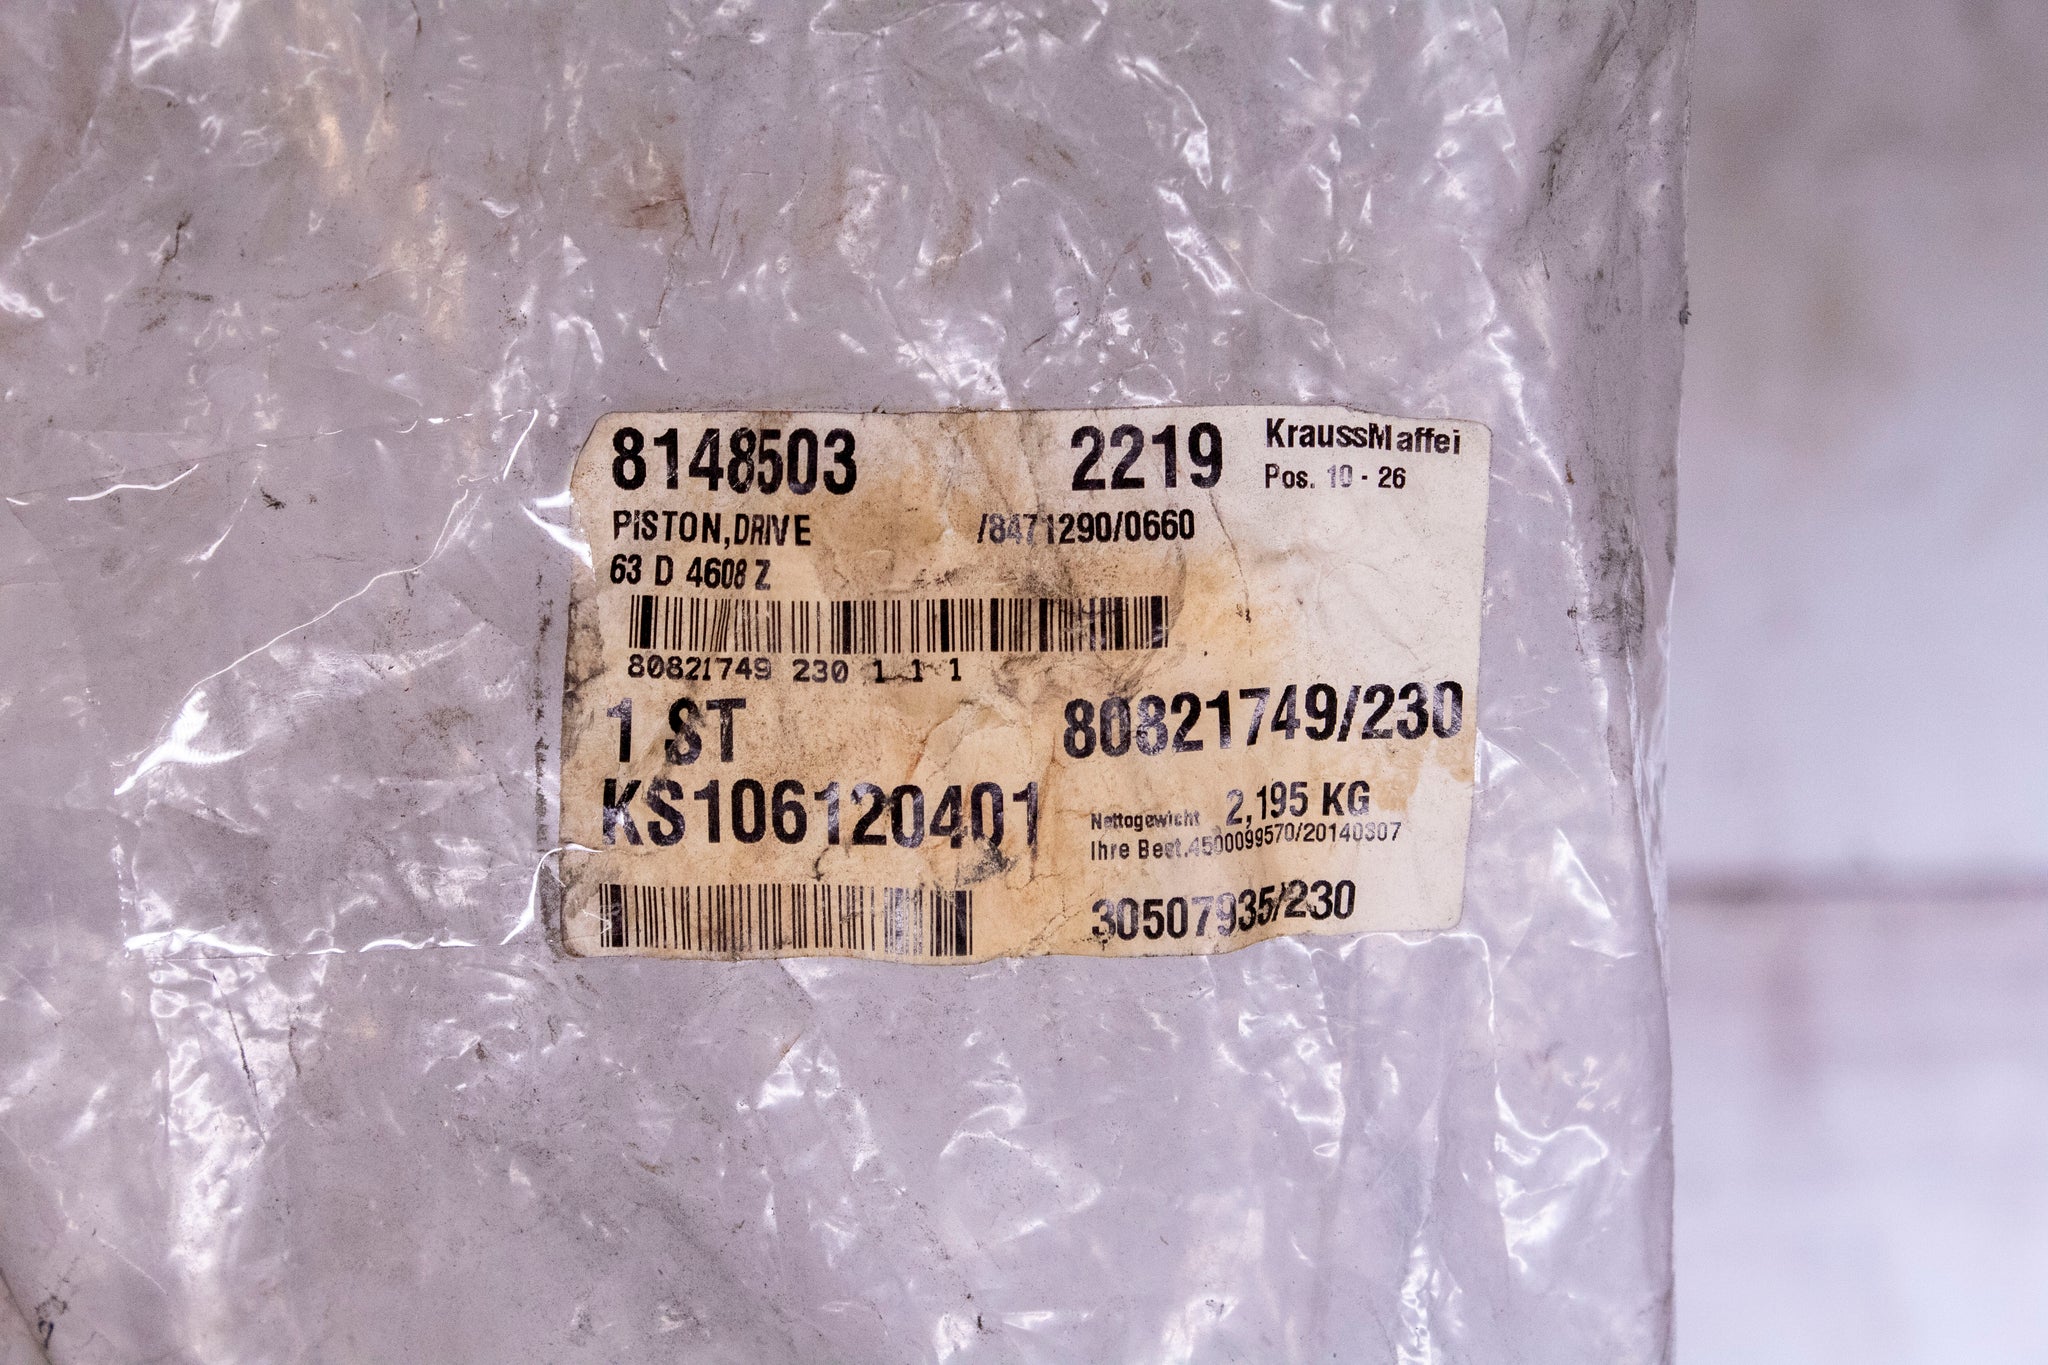 8148503 2219 KraussMaffei
Pos. 10 - 26
PISTON,DRIVE /8471290/0660
63 D 4608 Z
80821749 230 1 1 1
1 ST 80821749/230
KS106120401
Nettogewicht 2,195 KG
Ihre Best.4500099570/20140307
30507935/230